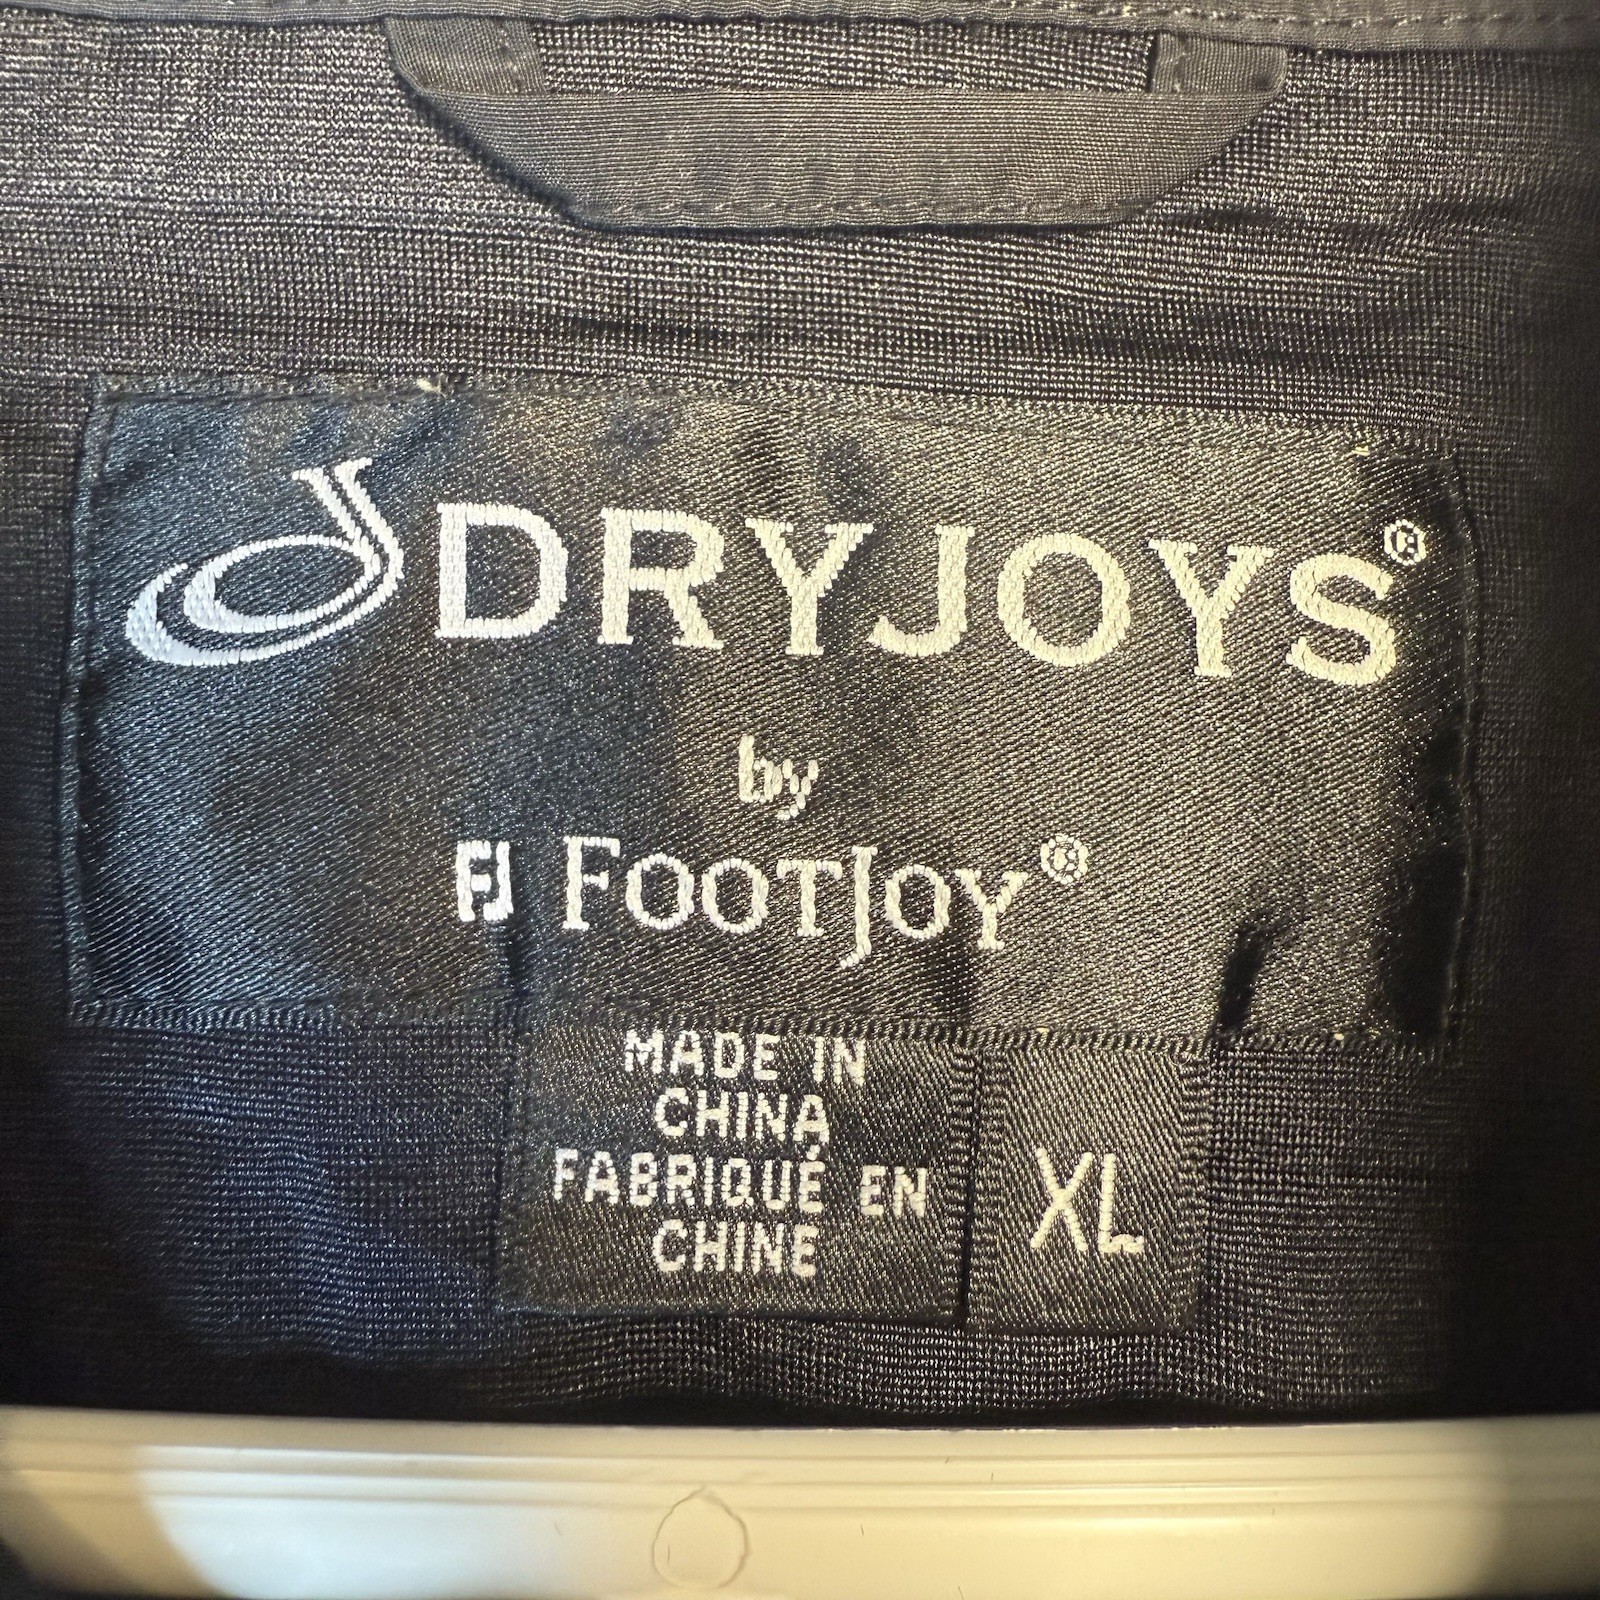 DRYJOYS®
by
FJ FOOTJOY®
MADE IN
CHINA
FABRIQUÉ EN
CHINE
XL